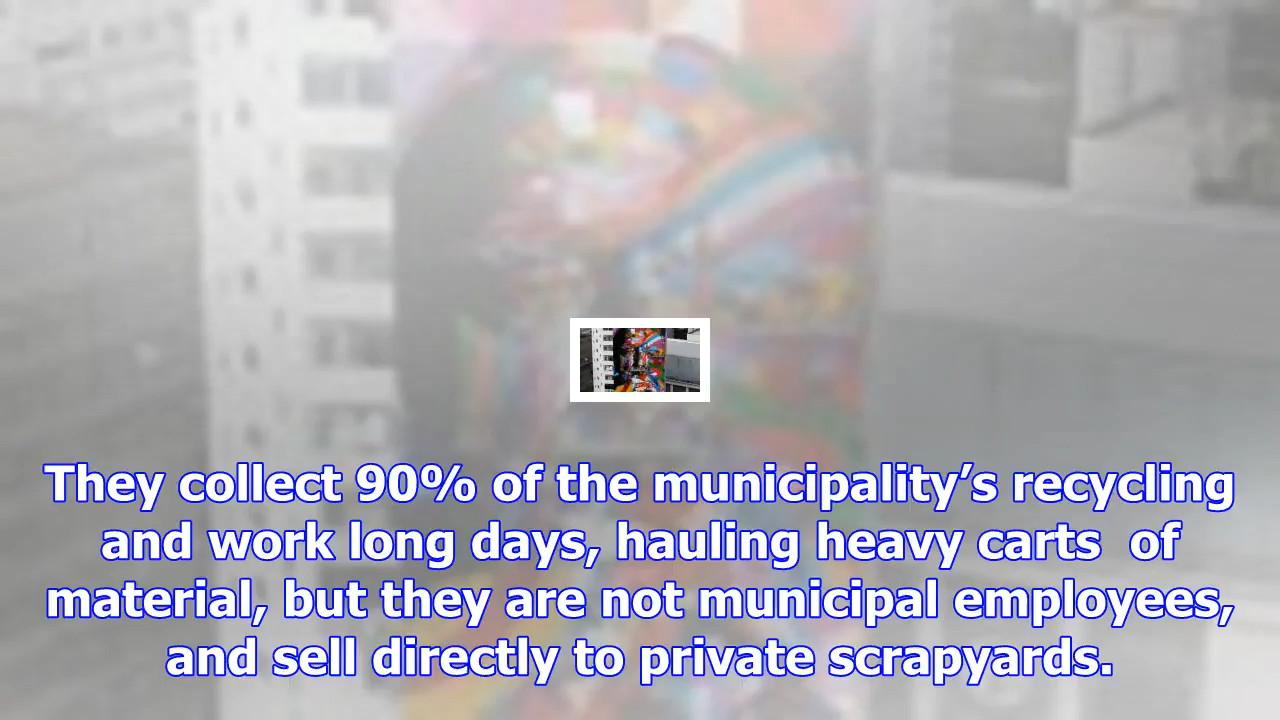 They collect 90% of the municipality’s recycling
and work long days, hauling heavy carts  of
material, but they are not municipal employees,
and sell directly to private scrapyards.